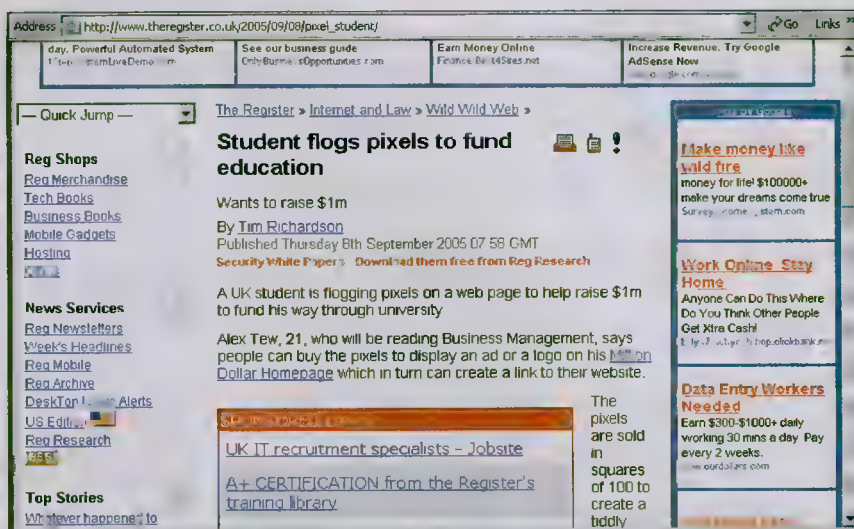 Address http://www.theregister.co.uk/2005/09/08/pixel_student/ Go Links
day. Powerful Automated System
See our business guide
Earn Money Online
Increase Revenue. Try Google
AdSense Now
— Quick Jump —
Reg Shops
Reg Merchandise
Tech Books
Business Books
Mobile Gadgets
Hosting
News Services
Reg Newsletters
Week's Headlines
Reg Mobile
Reg Archive
DeskTop Alerts
US Edition
Reg Research
Top Stories
Whatever happened to
The Register » Internet and Law » Wild Wild Web »
Student flogs pixels to fund
education
Wants to raise $1m
By Tim Richardson
Published Thursday 8th September 2005 07:58 GMT
Security White Papers - Download them free from Reg Research
A UK student is flogging pixels on a web page to help raise $1m
to fund his way through university
Alex Tew, 21, who will be reading Business Management, says
people can buy the pixels to display an ad or a logo on his Million
Dollar Homepage which in turn can create a link to their website.
The
pixels
are sold
in
squares
of 100 to
create a
tiddly
UK IT recruitment specialists – Jobsite
A+ CERTIFICATION from the Register's
training library
Make money like
wild fire
money for life! $100000+
make your dreams come true
Work Online Stay
Home
Anyone Can Do This Where
Do You Think Other People
Get Xtra Cash!
Data Entry Workers
Needed
Earn $300-$1000+ daily
working 30 mns a day. Pay
every 2 weeks.